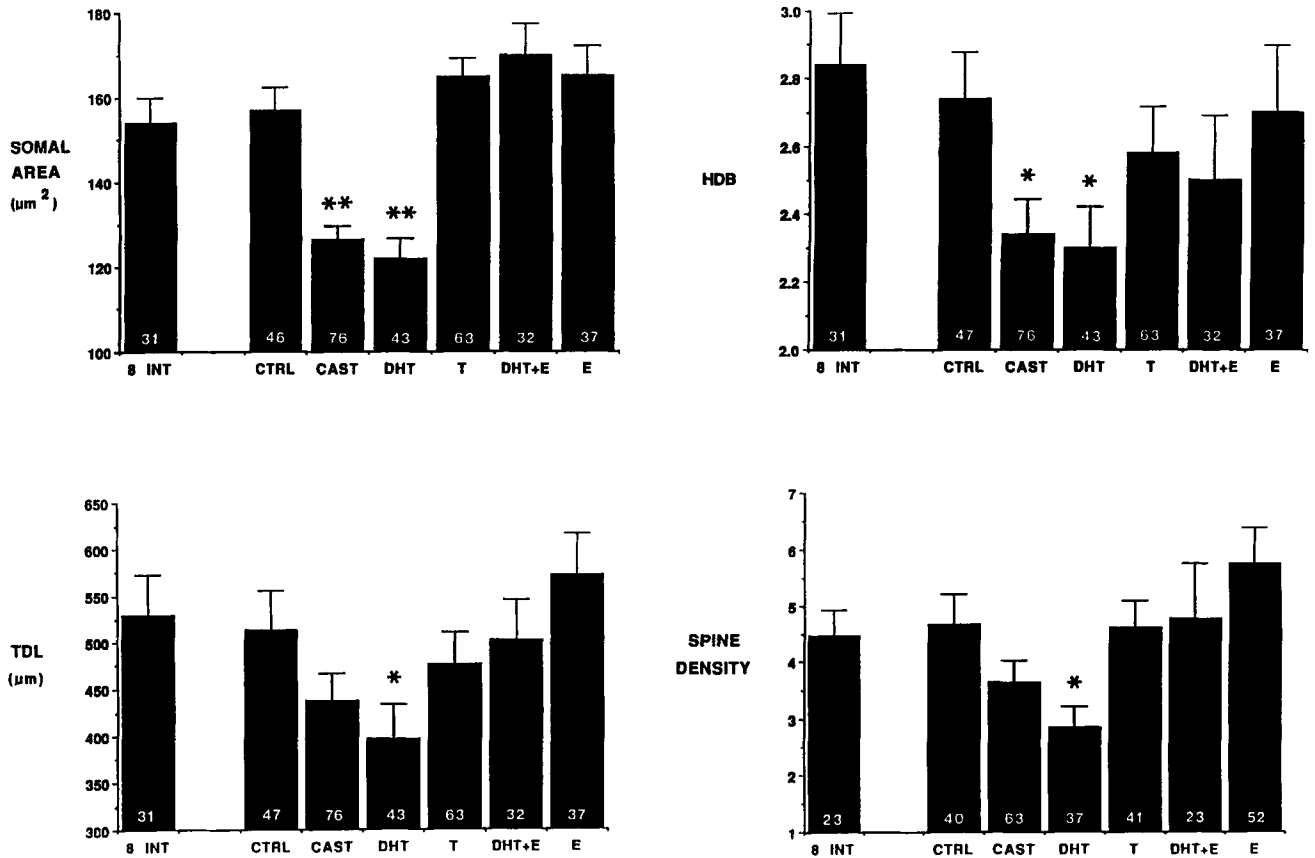 180
160
140
120
100
SOMAL
AREA
(µm²)
** **
31 46 76 43 63 32 37
8 INT CTRL CAST DHT T DHT+E E
3.0
2.8
2.6
2.4
2.2
2.0
HDB
* *
31 47 76 43 63 32 37
8 INT CTRL CAST DHT T DHT+E E
650
600
550
500
450
400
350
300
TDL
(µm)
*
31 47 76 43 63 32 37
8 INT CTRL CAST DHT T DHT+E E
7
6
5
4
3
2
1
SPINE
DENSITY
*
23 40 63 37 41 23 52
8 INT CTRL CAST DHT T DHT+E E